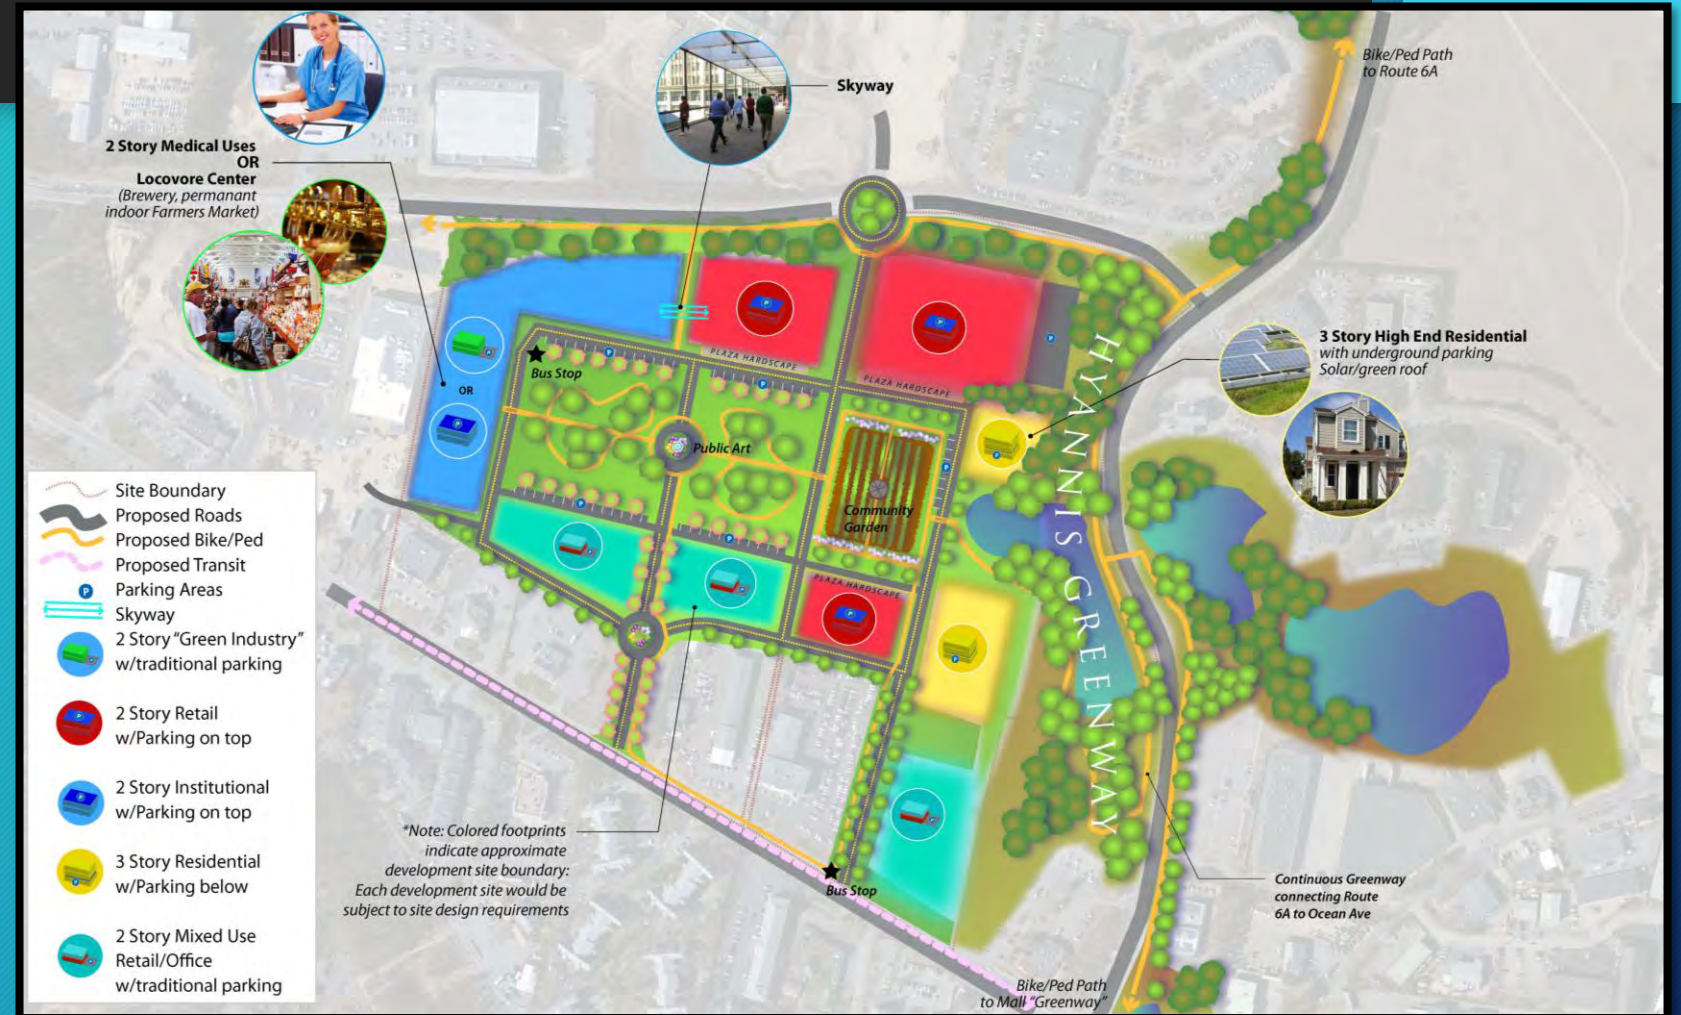 Bike/Ped Path
to Route 6A
Skyway
2 Story Medical Uses
OR
Locovore Center
(Brewery, permanant
indoor Farmers Market)
3 Story High End Residential
with underground parking
Solar/green roof
P
P
P
P
PLAZA HARDSCAPE
PLAZA HARDSCAPE
Bus Stop
P
P
OR
P
P
Public Art
P
P
HYANNIS GREENWAY
Community
Garden
P
P
P
P
PLAZA HARDSCAPE
P
P
P
Site Boundary
Proposed Roads
Proposed Bike/Ped
Proposed Transit
P
Parking Areas
Skyway
2 Story “Green Industry”
w/traditional parking
P
2 Story Retail
w/Parking on top
P
2 Story Institutional
w/Parking on top
P
3 Story Residential
w/Parking below
2 Story Mixed Use
Retail/Office
w/traditional parking
*Note: Colored footprints
indicate approximate
development site boundary:
Each development site would be
subject to site design requirements
Bus Stop
Continuous Greenway
connecting Route
6A to Ocean Ave
Bike/Ped Path
to Mall “Greenway”